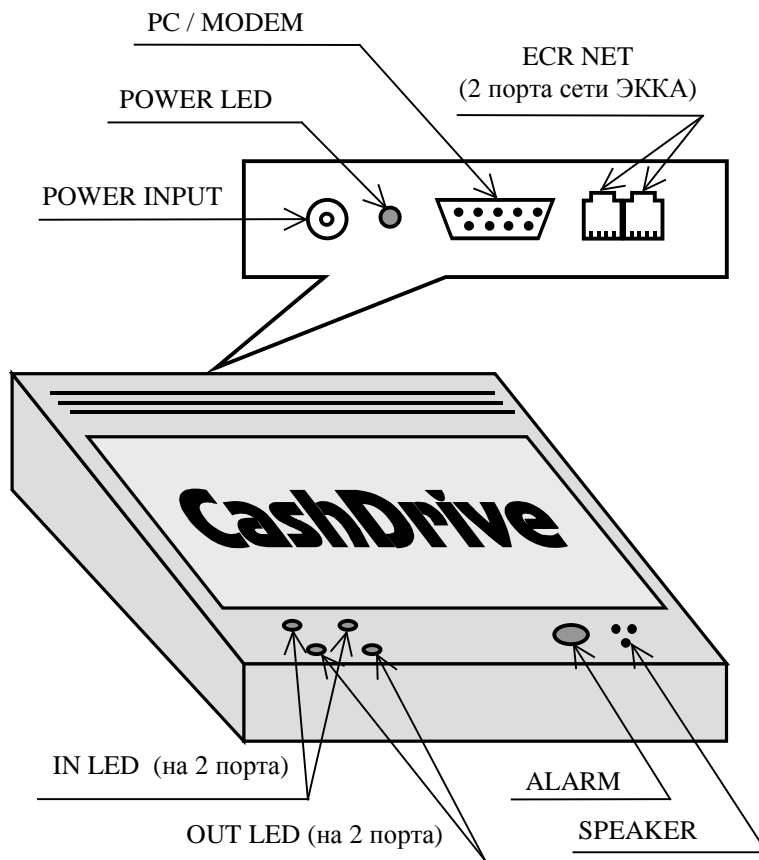 PC / MODEM
ECR NET
(2 порта сети ЭККА)
POWER LED
POWER INPUT
CashDrive
IN LED (на 2 порта)
ALARM
OUT LED (на 2 порта)
SPEAKER